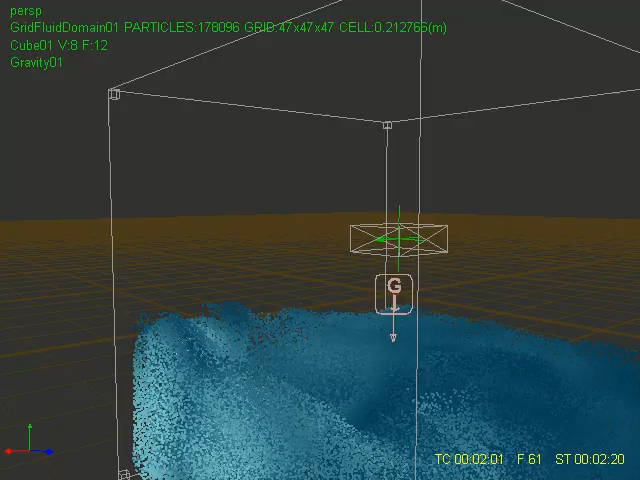 persp
GridFluidDomain01 PARTICLES:178096 GRID:47x47x47 CELL:0.212766(m)
Cube01 V:8 F:12
Gravity01
G
TC 00:02:01 F 61 ST 00:02:20